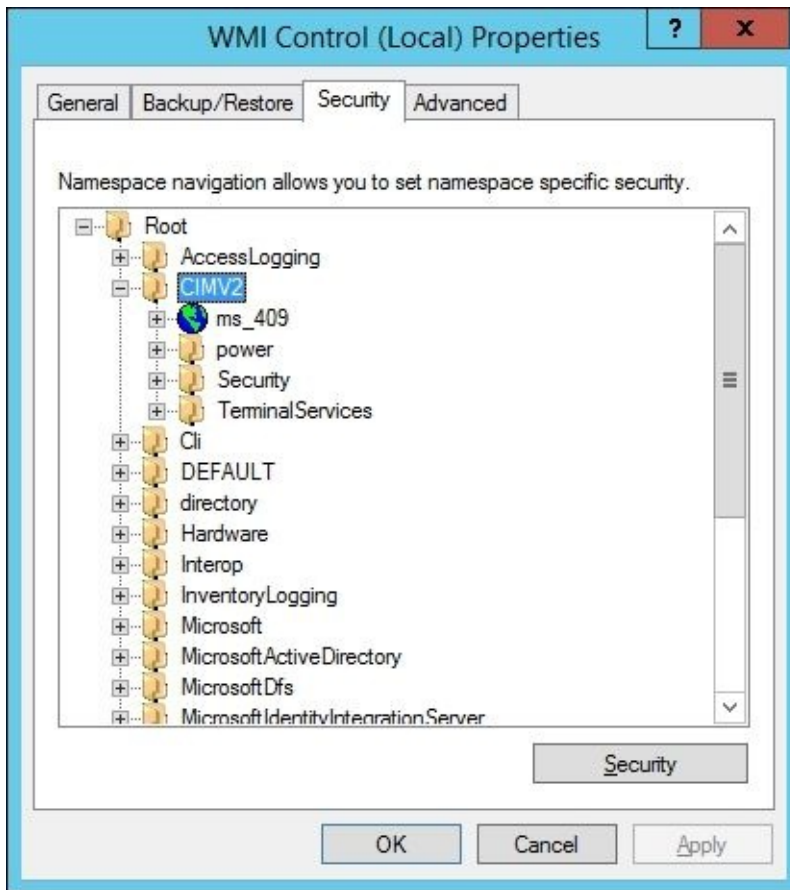 WMI Control (Local) Properties
?
x
General
Backup/Restore
Security
Advanced
Namespace navigation allows you to set namespace specific security.
Root
AccessLogging
CIMV2
ms_409
power
Security
TerminalServices
Cli
DEFAULT
directory
Hardware
Interop
InventoryLogging
Microsoft
MicrosoftActiveDirectory
MicrosoftDfs
MicrosoftIdentityIntegrationServer
Security
OK
Cancel
Apply